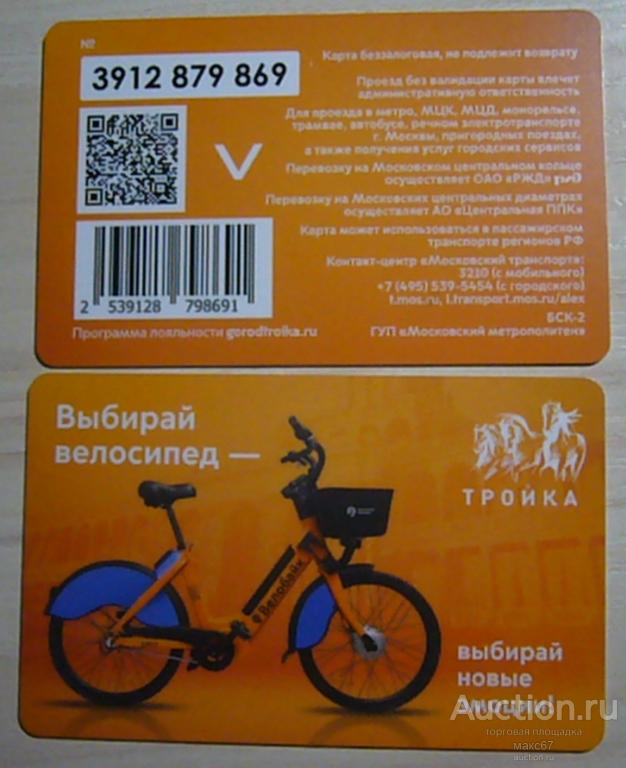 №
3912 879 869
Карта беззалоговая, не подлежит возврату
Проезд без валидации карты влечет
административную ответственность
Для проезда в метро, МЦК, МЦД, монорельсе,
трамвае, автобусе, речном электротранспорте
г. Москвы, пригородных поездах,
а также получения услуг городских сервисов
Перевозку на Московском центральном кольце
осуществляет ОАО «РЖД» ржд
Перевозку на Московских центральных диаметрах
осуществляет АО «Центральная ППК»
Карта может использоваться в пассажирском
транспорте регионов РФ
Контакт-центр «Московский транспорт»:
3210 (с мобильного)
+7 (495) 539-5454 (с городского)
t.mos.ru, i.transport.mos.ru/alex
БСК-2
ГУП «Московский метрополитен»
2 539128 798691
Программа лояльности gorodtroika.ru
Выбирай
велосипед —
ТРОЙКА
Велобайк
выбирай
новые
эмоции!
Auction.ru
торговая площадка
макс67
auction.ru